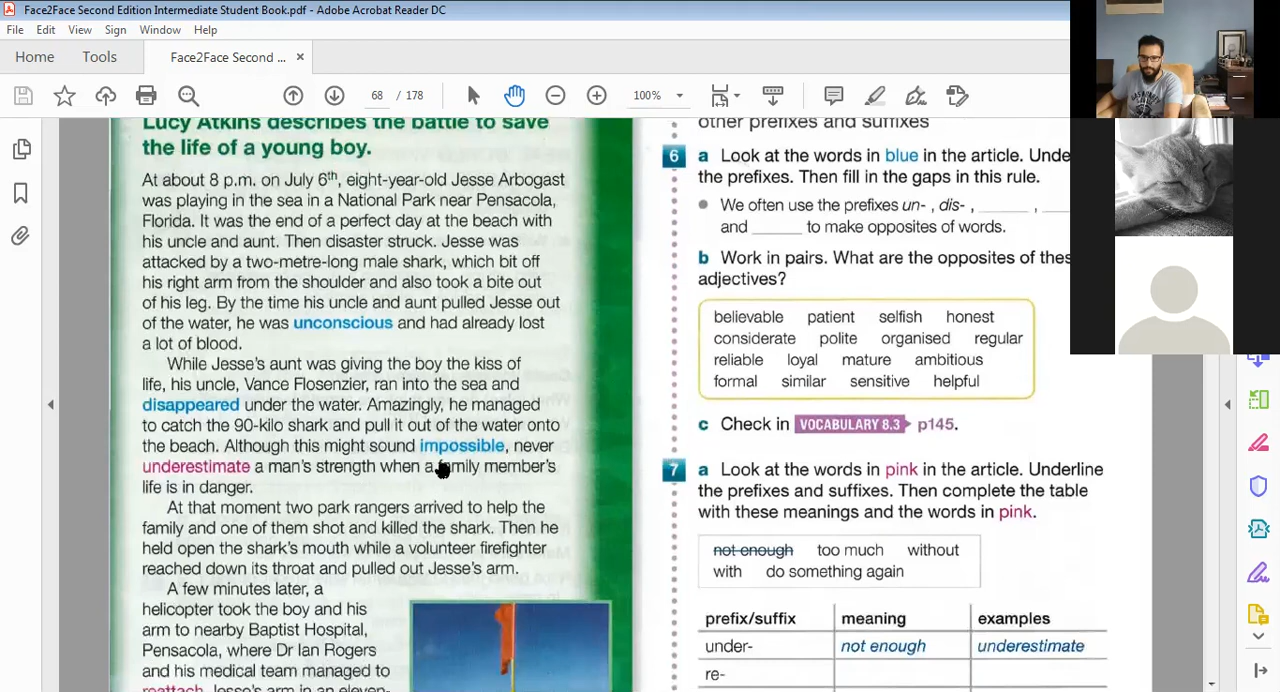 Face2Face Second Edition Intermediate Student Book.pdf - Adobe Acrobat Reader DC
File Edit View Sign Window Help
Home Tools Face2Face Second ... ×
68 / 178 100%
Lucy Atkins describes the battle to save
the life of a young boy.
At about 8 p.m. on July 6th, eight-year-old Jesse Arbogast
was playing in the sea in a National Park near Pensacola,
Florida. It was the end of a perfect day at the beach with
his uncle and aunt. Then disaster struck. Jesse was
attacked by a two-metre-long male shark, which bit off
his right arm from the shoulder and also took a bite out
of his leg. By the time his uncle and aunt pulled Jesse out
of the water, he was unconscious and had already lost
a lot of blood.
While Jesse's aunt was giving the boy the kiss of
life, his uncle, Vance Flosenzier, ran into the sea and
disappeared under the water. Amazingly, he managed
to catch the 90-kilo shark and pull it out of the water onto
the beach. Although this might sound impossible, never
underestimate a man's strength when a family member's
life is in danger.
At that moment two park rangers arrived to help the
family and one of them shot and killed the shark. Then he
held open the shark's mouth while a volunteer firefighter
reached down its throat and pulled out Jesse's arm.
A few minutes later, a
helicopter took the boy and his
arm to nearby Baptist Hospital,
Pensacola, where Dr Ian Rogers
and his medical team managed to
reattach Jesse's arm in an eleven-
other prefixes and suffixes
6 a Look at the words in blue in the article. Unde
the prefixes. Then fill in the gaps in this rule.
● We often use the prefixes un- , dis- , ______ , ___
and ______ to make opposites of words.
b Work in pairs. What are the opposites of thes
adjectives?
believable patient selfish honest
considerate polite organised regular
reliable loyal mature ambitious
formal similar sensitive helpful
c Check in VOCABULARY 8.3 p145.
7 a Look at the words in pink in the article. Underline
the prefixes and suffixes. Then complete the table
with these meanings and the words in pink.
not enough too much without
with do something again
prefix/suffix meaning examples
under- not enough underestimate
re-